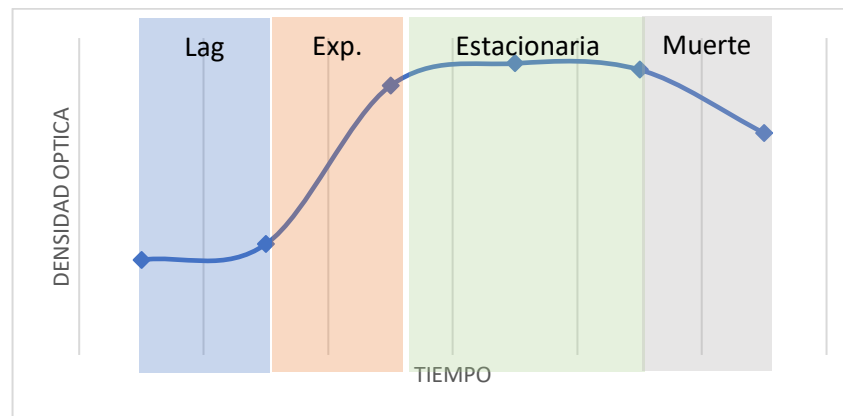 Lag
Exp.
Estacionaria
Muerte
DENSIDAD OPTICA
TIEMPO